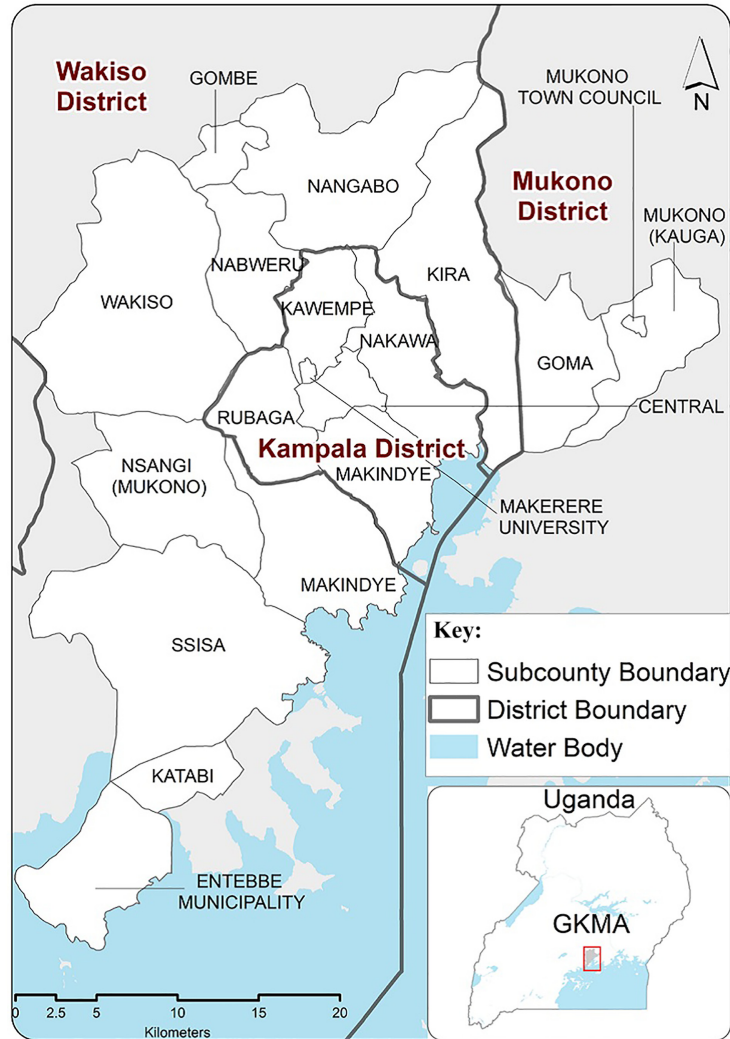 Wakiso
District
GOMBE
MUKONO
TOWN COUNCIL
N
NANGABO
Mukono
District
MUKONO
(KAUGA)
NABWERU
KIRA
WAKISO
KAWEMPE
NAKAWA
GOMA
CENTRAL
RUBAGA
Kampala District
NSANGI
(MUKONO)
MAKINDYE
MAKERERE
UNIVERSITY
MAKINDYE
SSISA
KATABI
ENTEBBE
MUNICIPALITY
Key:
Subcounty Boundary
District Boundary
Water Body
Uganda
GKMA
0 2.5 5 10 15 20
Kilometers